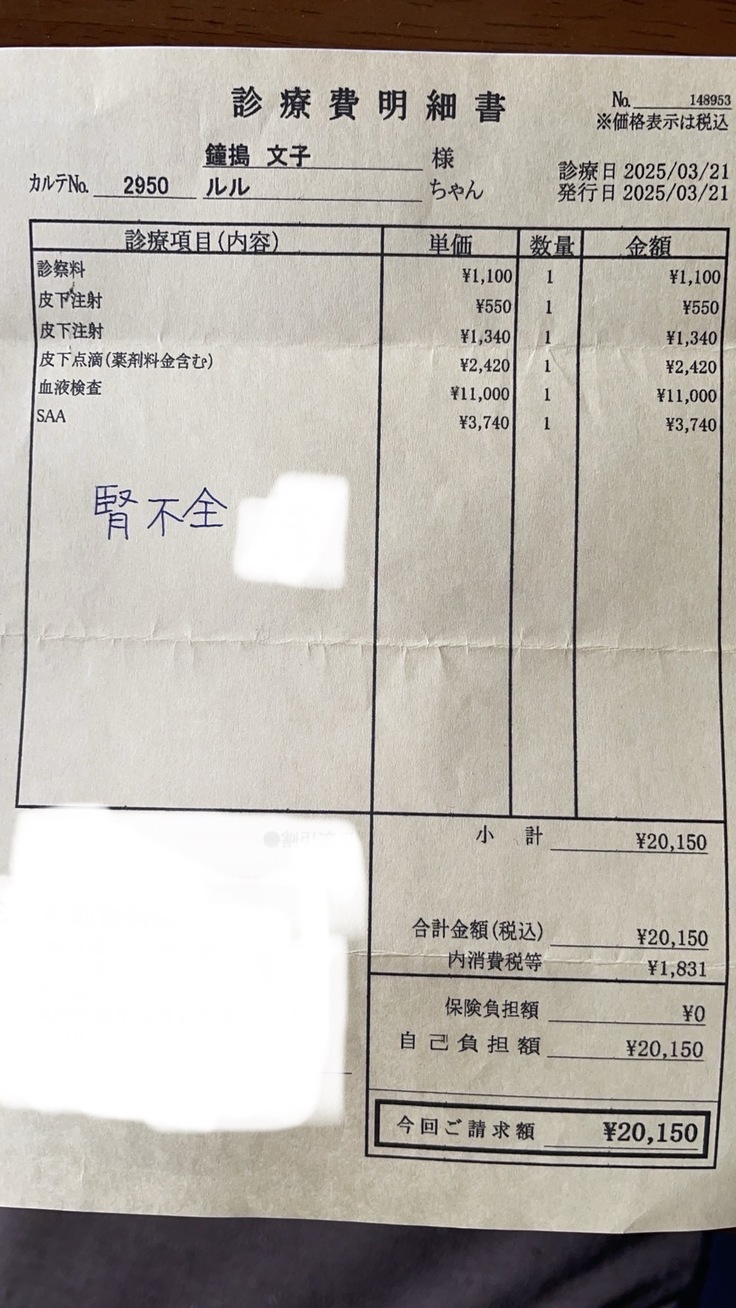 診療費明細書
No. 148953
※価格表示は税込
鐘搗 文子 様
カルテNo. 2950 ルル ちゃん
診療日 2025/03/21
発行日 2025/03/21
診療項目(内容) 単価 数量 金額
診察料 ¥1,100 1 ¥1,100
皮下注射 ¥550 1 ¥550
皮下注射 ¥1,340 1 ¥1,340
皮下点滴(薬剤料金含む) ¥2,420 1 ¥2,420
血液検査 ¥11,000 1 ¥11,000
SAA ¥3,740 1 ¥3,740
腎不全
小計 ¥20,150
合計金額(税込) ¥20,150
内消費税等 ¥1,831
保険負担額 ¥0
自己負担額 ¥20,150
今回ご請求額 ¥20,150